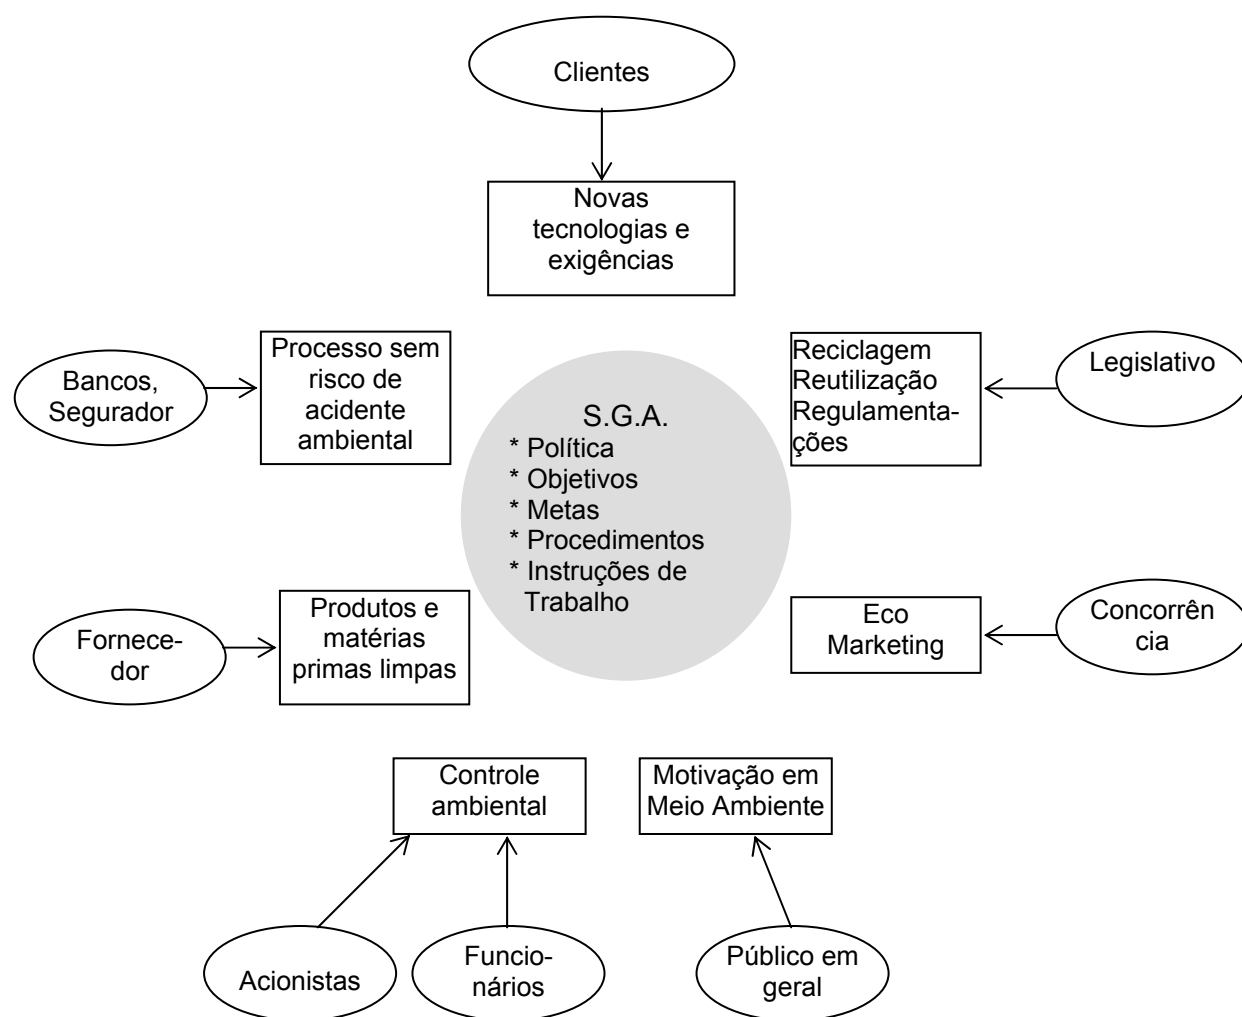 Clientes
Novas
tecnologias e
exigências
Bancos,
Segurador
Processo sem
risco de
acidente
ambiental
S.G.A.
* Política
* Objetivos
* Metas
* Procedimentos
* Instruções de
Trabalho
Reciclagem
Reutilização
Regulamenta-
ções
Legislativo
Fornece-
dor
Produtos e
matérias
primas limpas
Eco
Marketing
Concorrên
cia
Controle
ambiental
Motivação em
Meio Ambiente
Acionistas
Funcio-
nários
Público em
geral